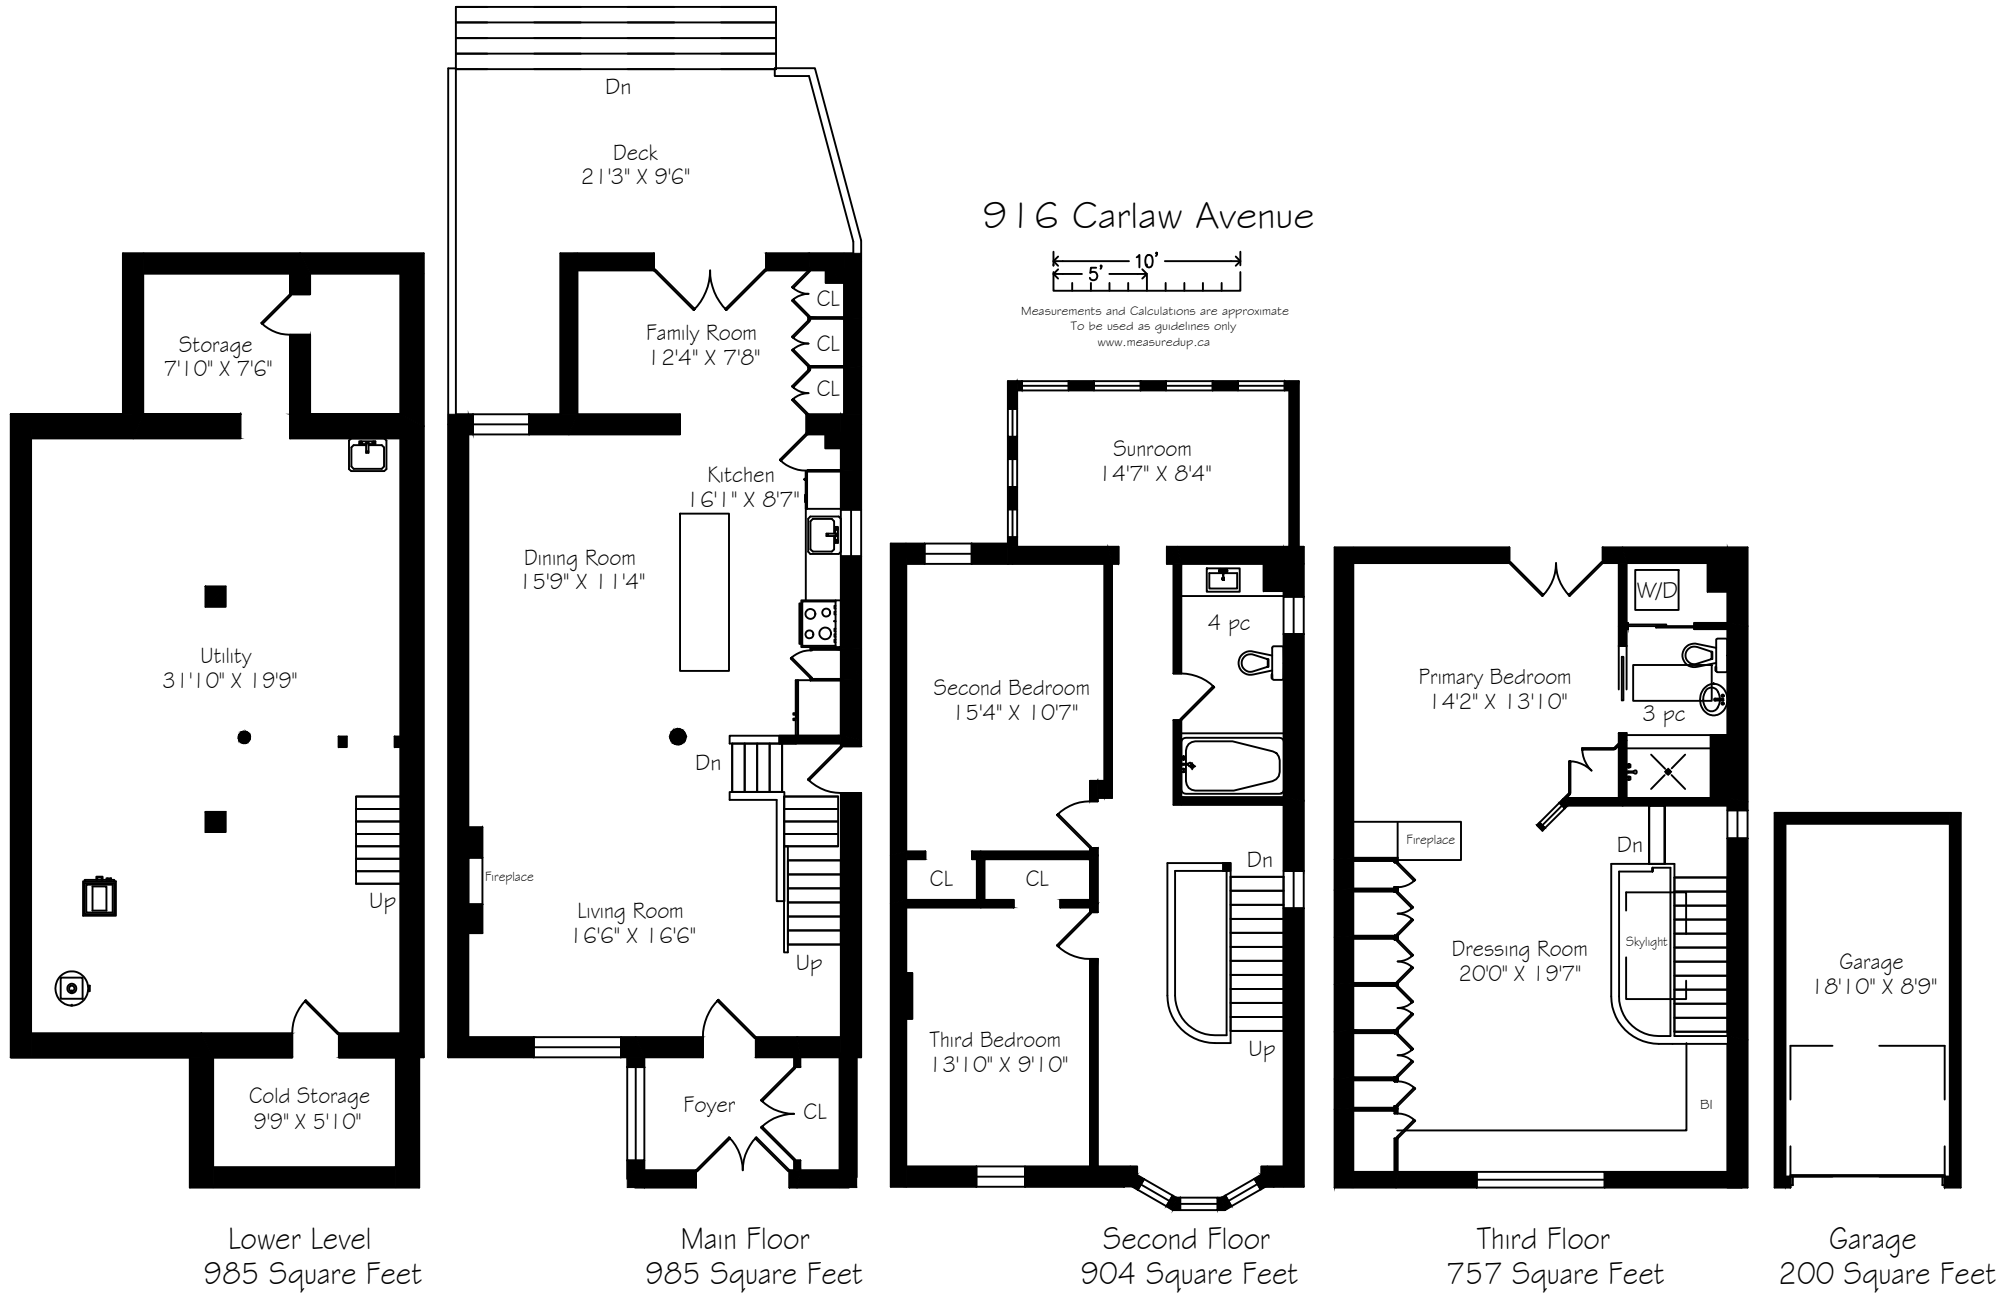 916 Carlaw Avenue
10'
5'
Measurements and Calculations are approximate
To be used as guidelines only
www.measuredup.ca
Storage
7'10" X 7'6"
Utility
31'10" X 19'9"
Up
Cold Storage
9'9" X 5'10"
Lower Level
985 Square Feet
Dn
Deck
21'3" X 9'6"
Family Room
12'4" X 7'8"
CL
CL
CL
Kitchen
16'1" X 8'7"
Dining Room
15'9" X 11'4"
Dn
Fireplace
Living Room
16'6" X 16'6"
Up
Foyer
CL
Main Floor
985 Square Feet
Sunroom
14'7" X 8'4"
4 pc
Second Bedroom
15'4" X 10'7"
Dn
CL
CL
Third Bedroom
13'10" X 9'10"
Up
Second Floor
904 Square Feet
W/D
Primary Bedroom
14'2" X 13'10"
3 pc
Fireplace
Dn
Skylight
Dressing Room
20'0" X 19'7"
BI
Third Floor
757 Square Feet
Garage
18'10" X 8'9"
Garage
200 Square Feet